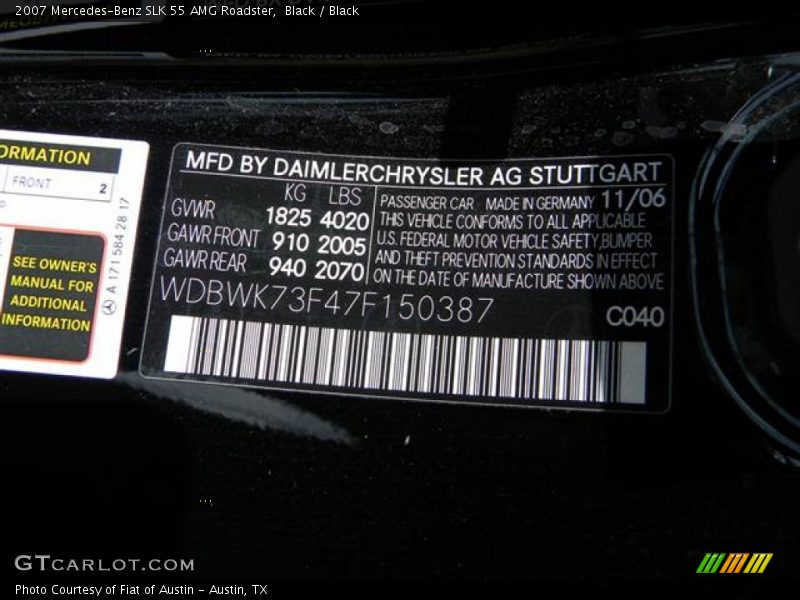 2007 Mercedes-Benz SLK 55 AMG Roadster, Black / Black
ORMATION
FRONT 2
SEE OWNER'S
MANUAL FOR
ADDITIONAL
INFORMATION
A 171 584 28 17
MFD BY DAIMLERCHRYSLER AG STUTTGART
KG LBS
GVWR 1825 4020
GAWR FRONT 910 2005
GAWR REAR 940 2070
PASSENGER CAR MADE IN GERMANY 11/06
THIS VEHICLE CONFORMS TO ALL APPLICABLE
U.S. FEDERAL MOTOR VEHICLE SAFETY,BUMPER
AND THEFT PREVENTION STANDARDS IN EFFECT
ON THE DATE OF MANUFACTURE SHOWN ABOVE
WDBWK73F47F150387
C040
GTCARLOT.COM
Photo Courtesy of Fiat of Austin - Austin, TX